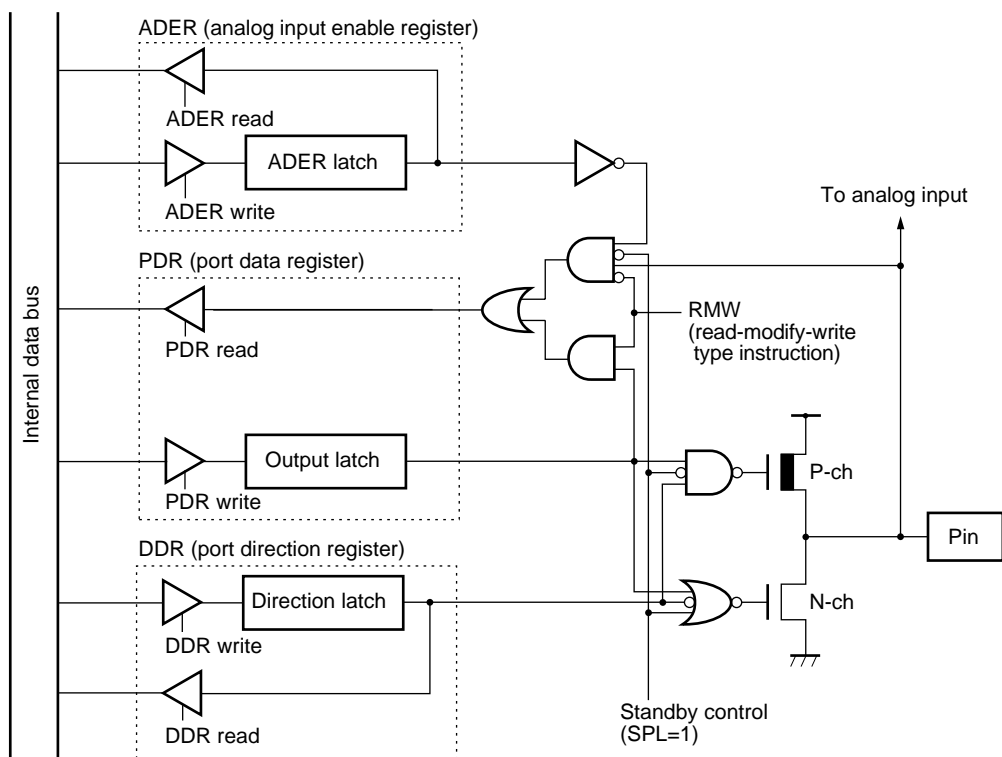 ADER (analog input enable register)
ADER read
ADER latch
ADER write
To analog input
PDR (port data register)
RMW
(read-modify-write
type instruction)
PDR read
Internal data bus
Output latch
P-ch
PDR write
Pin
DDR (port direction register)
Direction latch
N-ch
DDR write
Standby control
(SPL=1)
DDR read